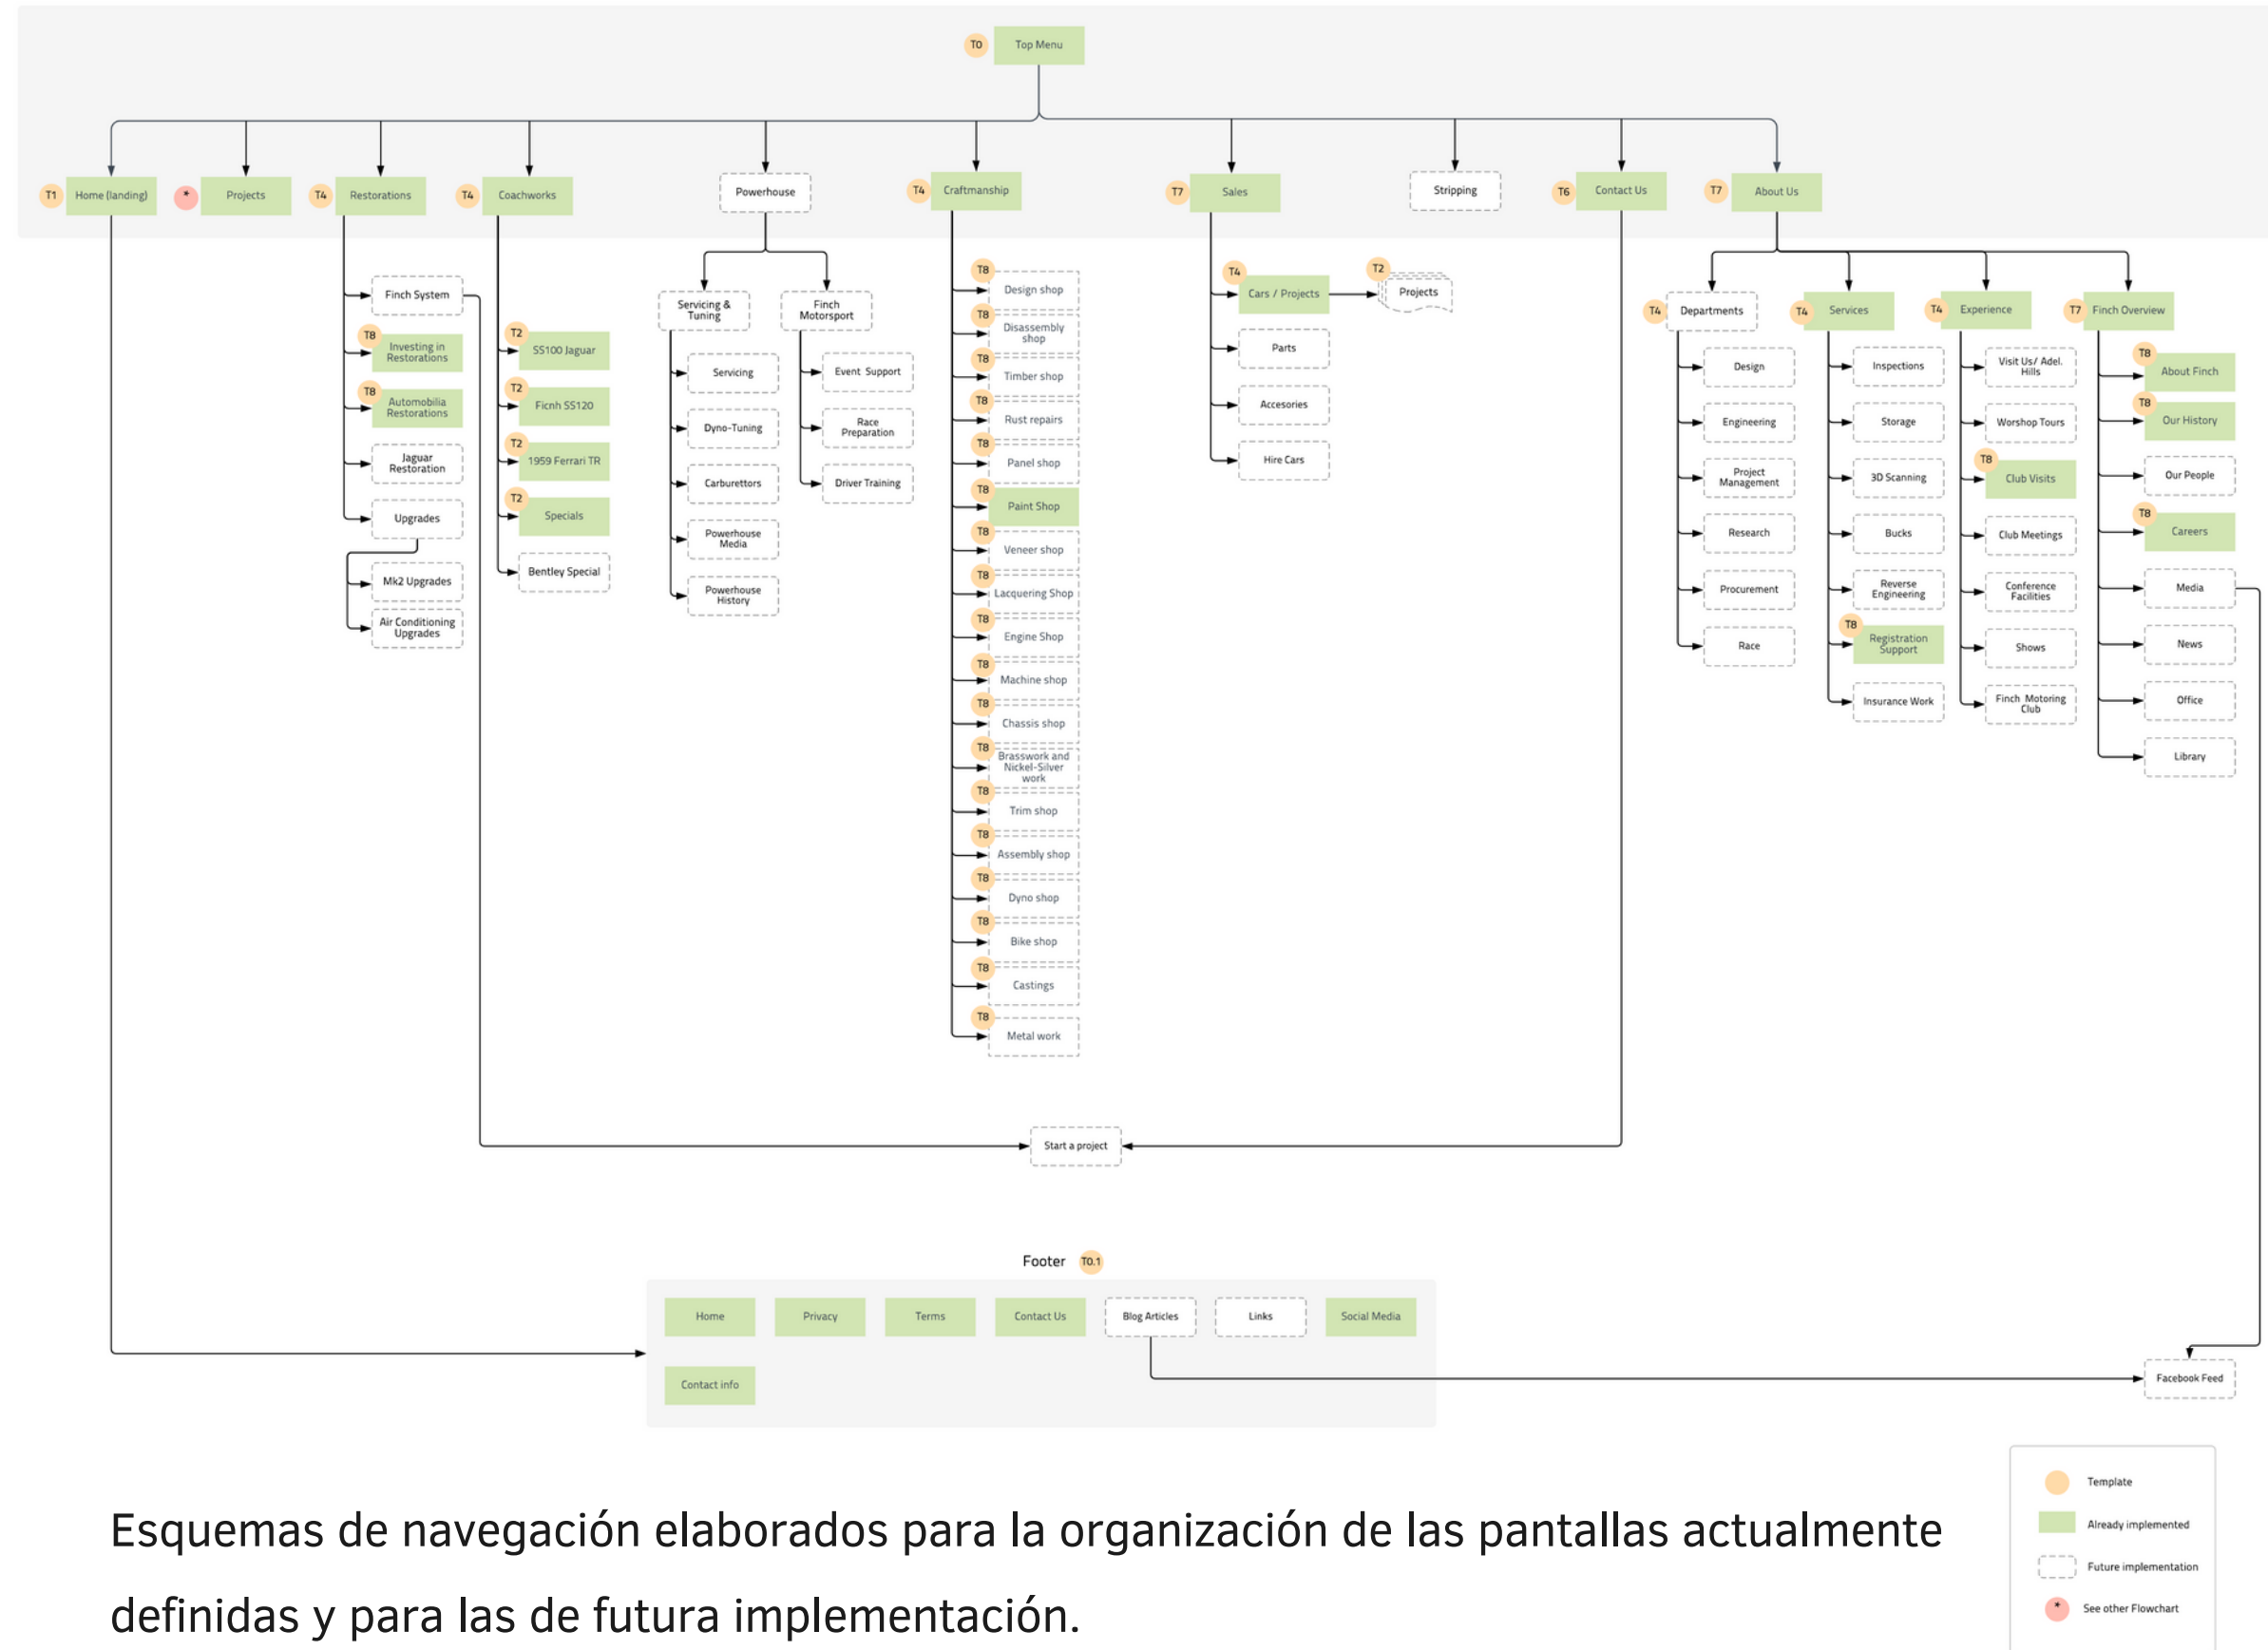 T0
Top Menu
T1
Home (landing)
*
Projects
T4
Restorations
T4
Coachworks
Powerhouse
T4
Craftmanship
T7
Sales
Stripping
T6
Contact Us
T7
About Us
Finch System
T8
Investing in
Restorations
T8
Automobilia
Restorations
Jaguar
Restoration
Upgrades
Mk2 Upgrades
Air Conditioning
Upgrades
T2
SS100 Jaguar
T2
Ficnh SS120
T2
1959 Ferrari TR
T2
Specials
Bentley Special
Servicing &
Tuning
Servicing
Dyno-Tuning
Carburettors
Powerhouse
Media
Powerhouse
History
Finch
Motorsport
Event Support
Race
Preparation
Driver Training
T8
Design shop
T8
Disassembly
shop
T8
Timber shop
T8
Rust repairs
T8
Panel shop
T8
Paint Shop
T8
Veneer shop
T8
Lacquering Shop
T8
Engine Shop
T8
Machine shop
T8
Chassis shop
T8
Brasswork and
Nickel-Silver
work
T8
Trim shop
T8
Assembly shop
T8
Dyno shop
T8
Bike shop
T8
Castings
T8
Metal work
T4
Cars / Projects
T2
Projects
Parts
Accesories
Hire Cars
T4
Departments
Design
Engineering
Project
Management
Research
Procurement
Race
T4
Services
Inspections
Storage
3D Scanning
Bucks
Reverse
Engineering
T8
Registration
Support
Insurance Work
T4
Experience
Visit Us/ Adel.
Hills
Worshop Tours
T8
Club Visits
Club Meetings
Conference
Facilities
Shows
Finch Motoring
Club
T7
Finch Overview
T8
About Finch
T8
Our History
Our People
T8
Careers
Media
News
Office
Library
Start a project
Footer
T0.1
Home
Privacy
Terms
Contact Us
Blog Articles
Links
Social Media
Contact info
Facebook Feed
Template
Already implemented
Future implementation
*
See other Flowchart
Esquemas de navegación elaborados para la organización de las pantallas actualmente
definidas y para las de futura implementación.